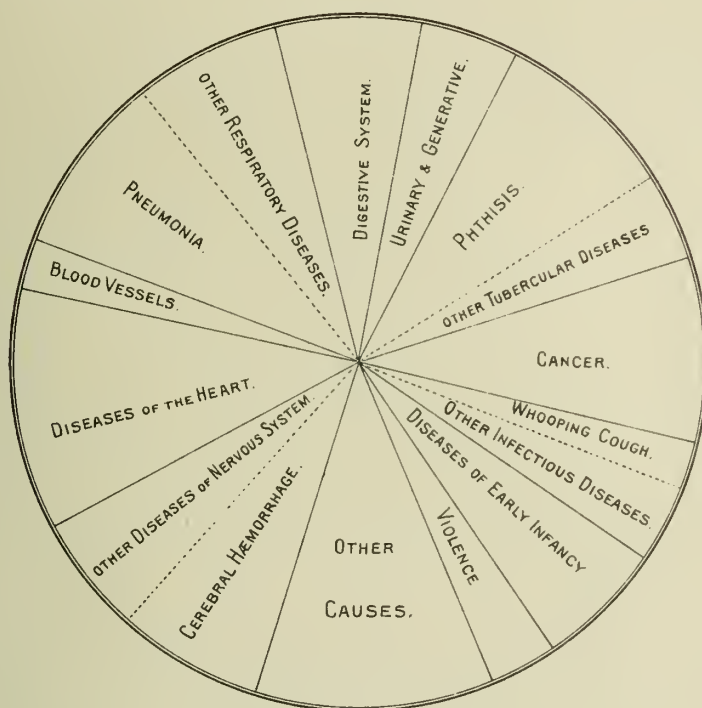 Digestive System.
Urinary & Generative.
Phthisis.
other Tubercular Diseases
Cancer.
Whooping Cough.
Other Infectious Diseases.
Diseases of Early Infancy
Violence
Other
Causes.
Cerebral Hæmorrhage.
other Diseases of Nervous System.
Diseases of the Heart.
Blood Vessels.
Pneumonia.
other Respiratory Diseases.